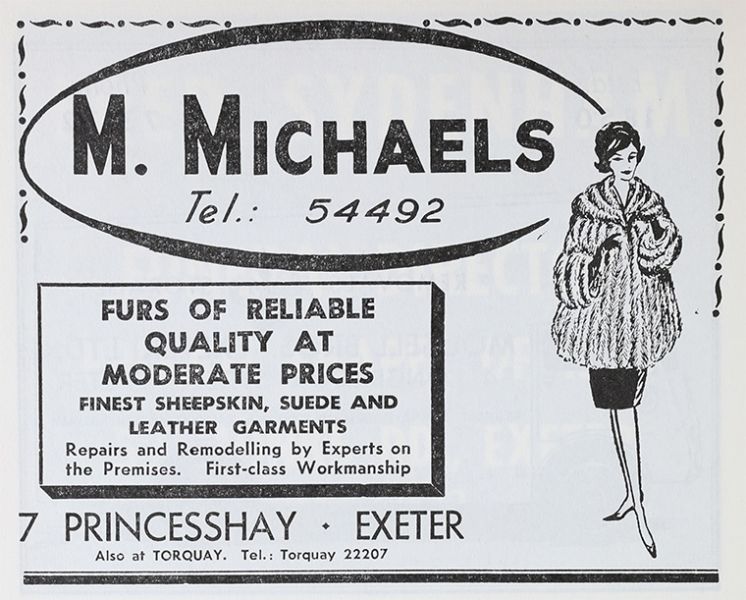 M. MICHAELS
Tel.: 54492
FURS OF RELIABLE
QUALITY AT
MODERATE PRICES
FINEST SHEEPSKIN, SUEDE AND
LEATHER GARMENTS
Repairs and Remodelling by Experts on
the Premises. First-class Workmanship
7 PRINCESSHAY · EXETER
Also at TORQUAY. Tel.: Torquay 22207